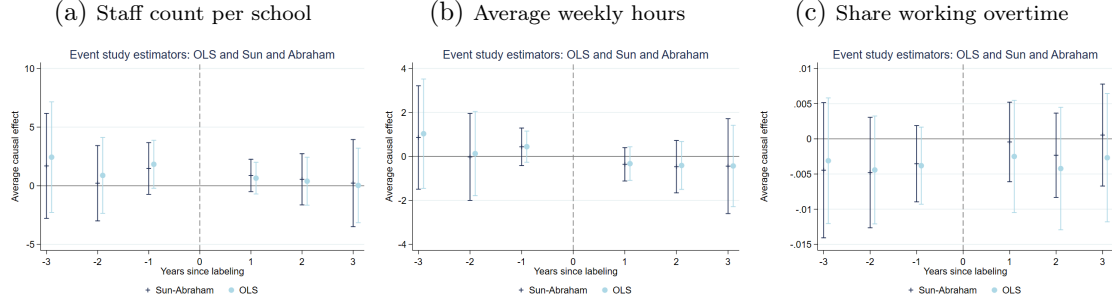 (a) Staff count per school
Event study estimators: OLS and Sun and Abraham
10
5
0
-5
Average causal effect
-3 -2 -1 0 1 2 3
Years since labeling
Sun-Abraham OLS
(b) Average weekly hours
Event study estimators: OLS and Sun and Abraham
4
2
0
-2
-4
Average causal effect
-3 -2 -1 0 1 2 3
Years since labeling
Sun-Abraham OLS
(c) Share working overtime
Event study estimators: OLS and Sun and Abraham
.01
.005
0
-.005
-.01
-.015
Average causal effect
-3 -2 -1 0 1 2 3
Years since labeling
Sun-Abraham OLS